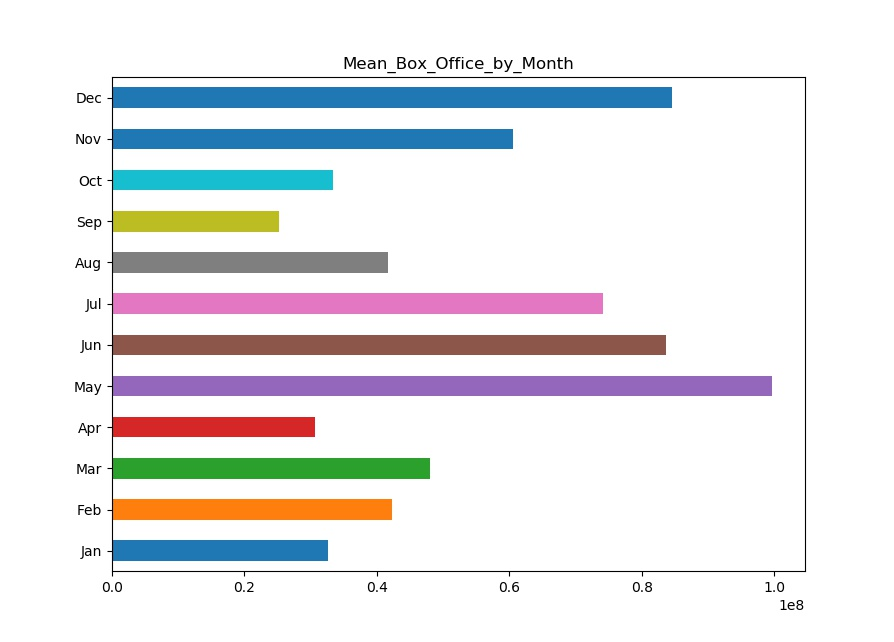 Mean_Box_Office_by_Month
Dec
Nov
Oct
Sep
Aug
Jul
Jun
May
Apr
Mar
Feb
Jan
0.0 0.2 0.4 0.6 0.8 1.0
1e8